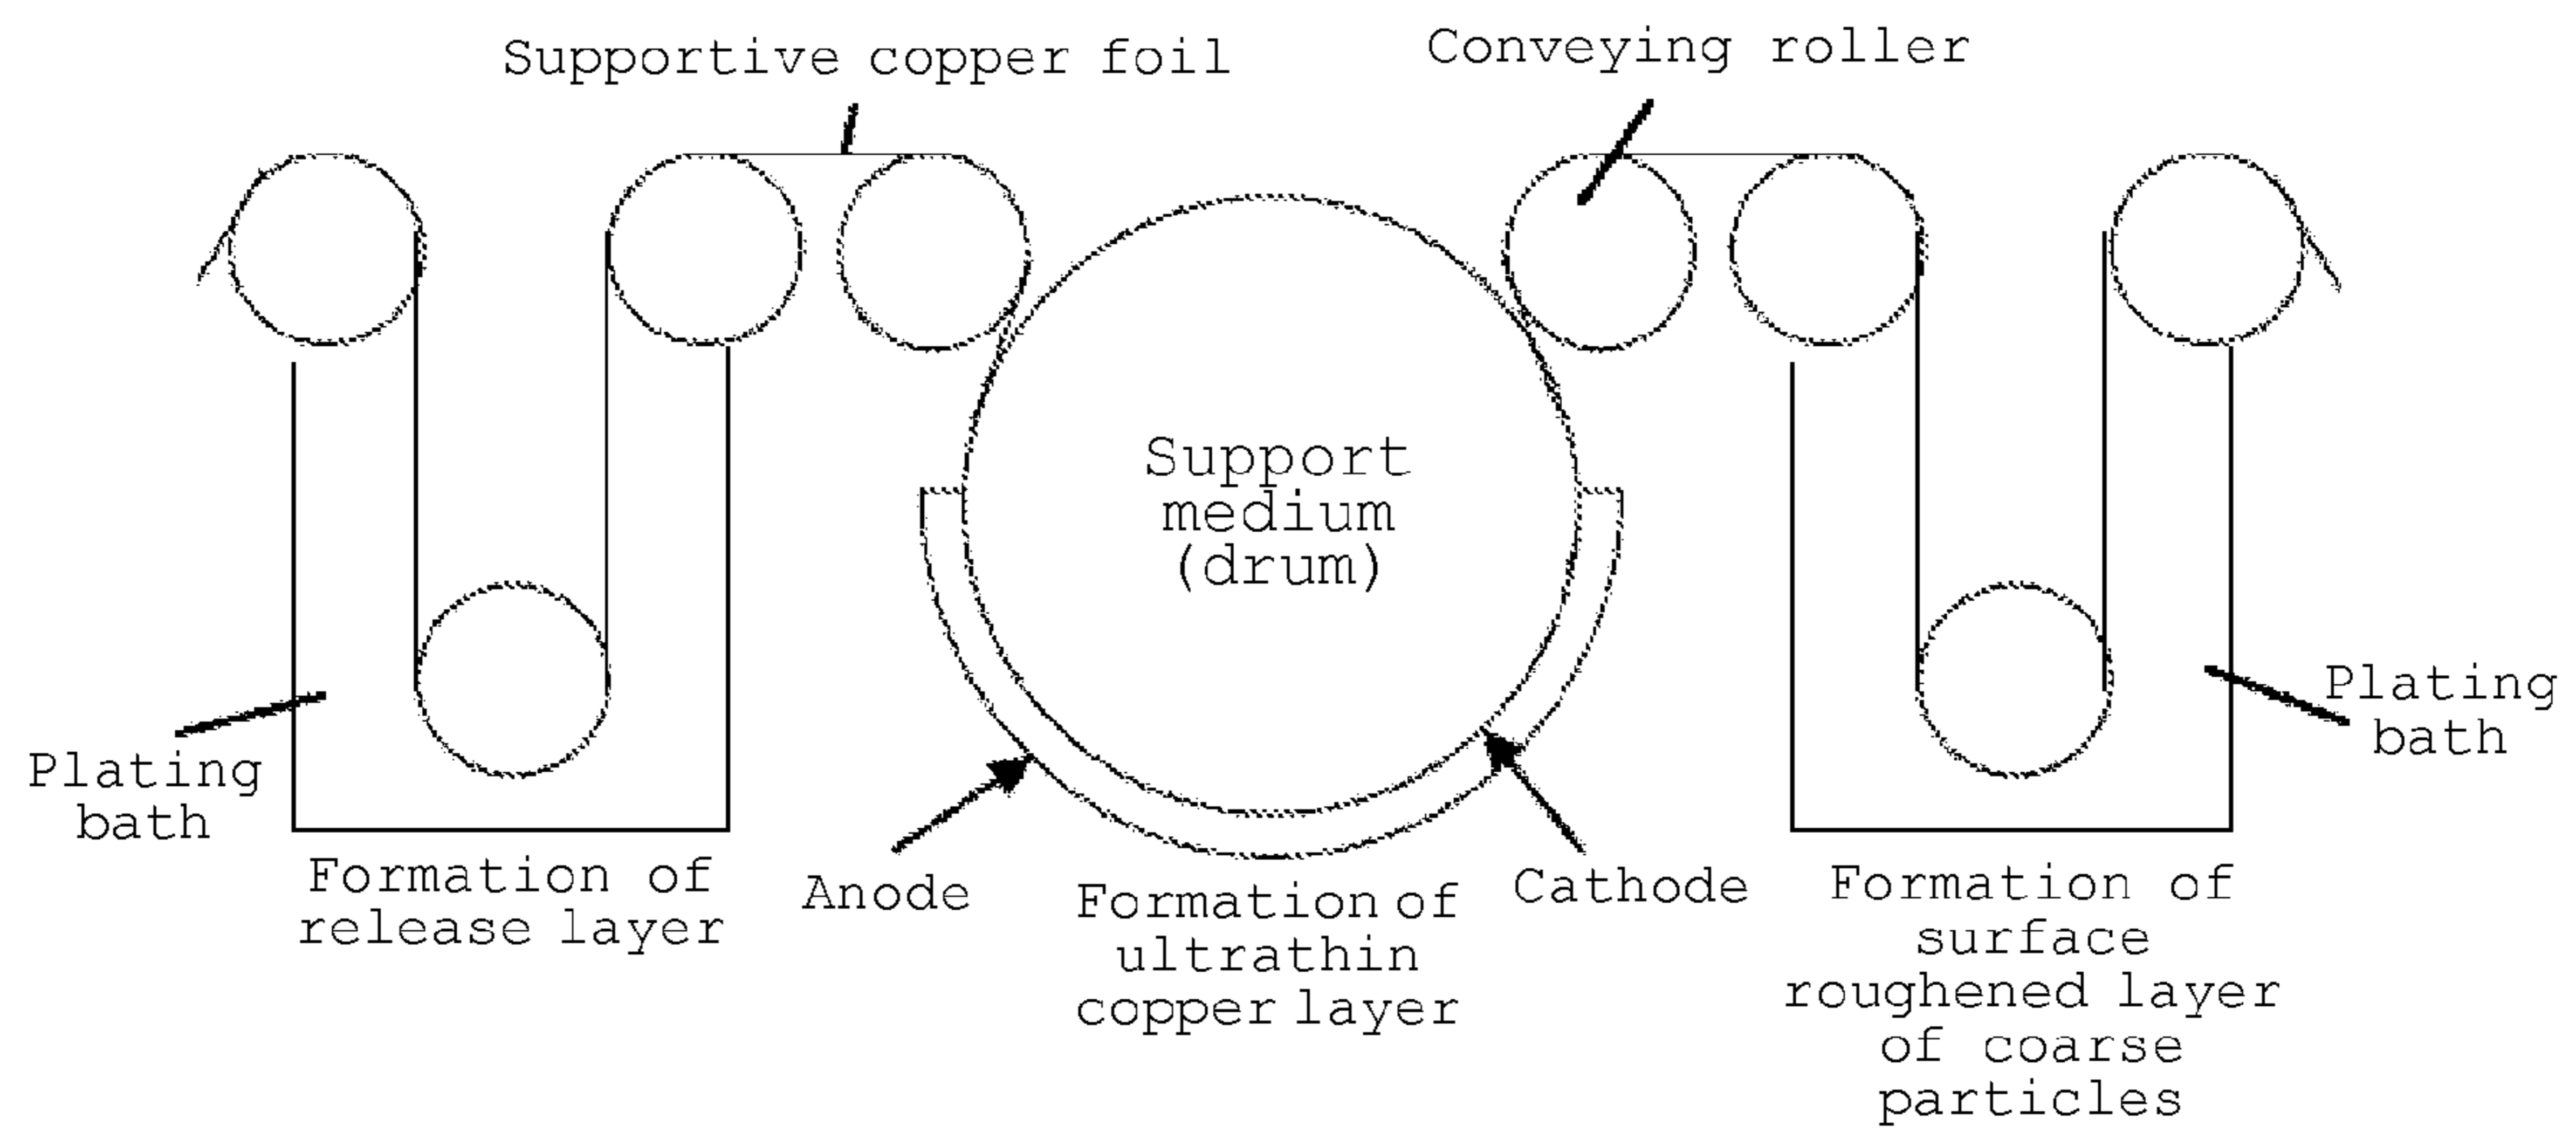 Supportive copper foil
Conveying roller
Support
medium
(drum)
Plating
bath
Plating
bath
Formation of
release layer
Anode
Formation of
ultrathin
copper layer
Cathode
Formation of
surface
roughened layer
of coarse
particles